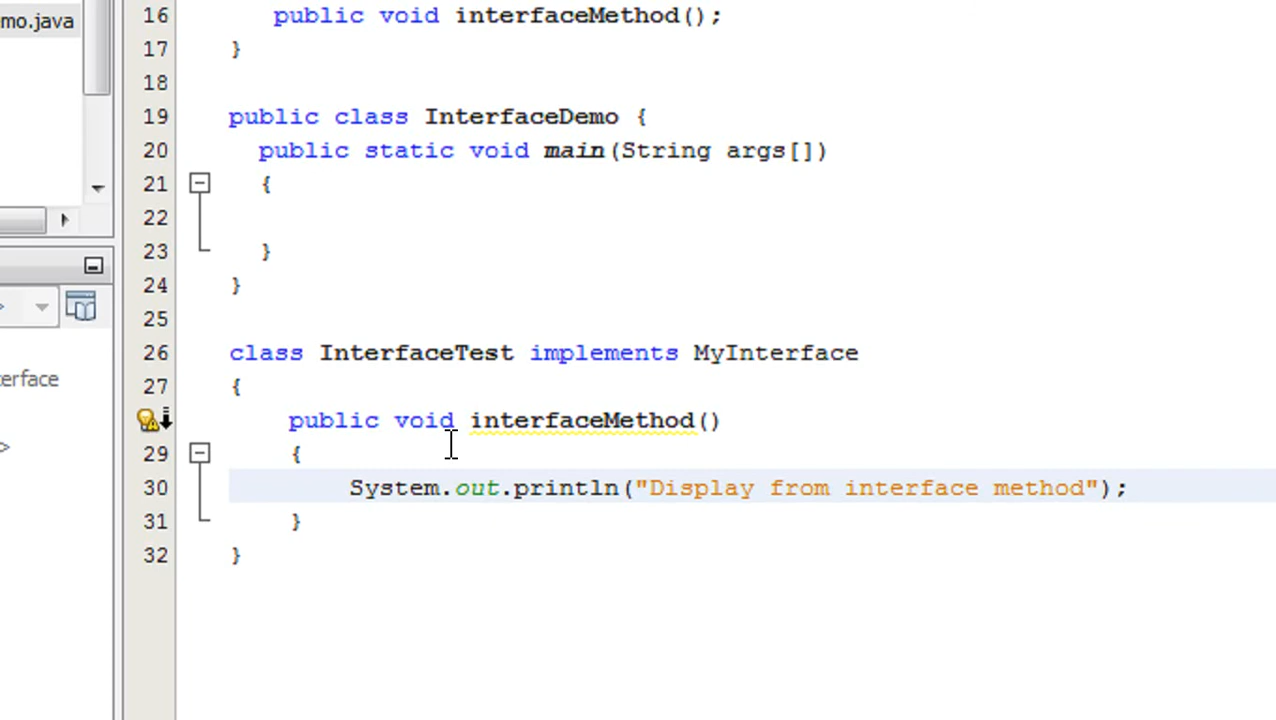 mo.java
16 public void interfaceMethod();
17 }
18
19 public class InterfaceDemo {
20 public static void main(String args[])
21 {
22
23 }
24 }
25
26 class InterfaceTest implements MyInterface
27 {
erface
public void interfaceMethod()
29 {
30 System.out.println("Display from interface method");
31 }
32 }